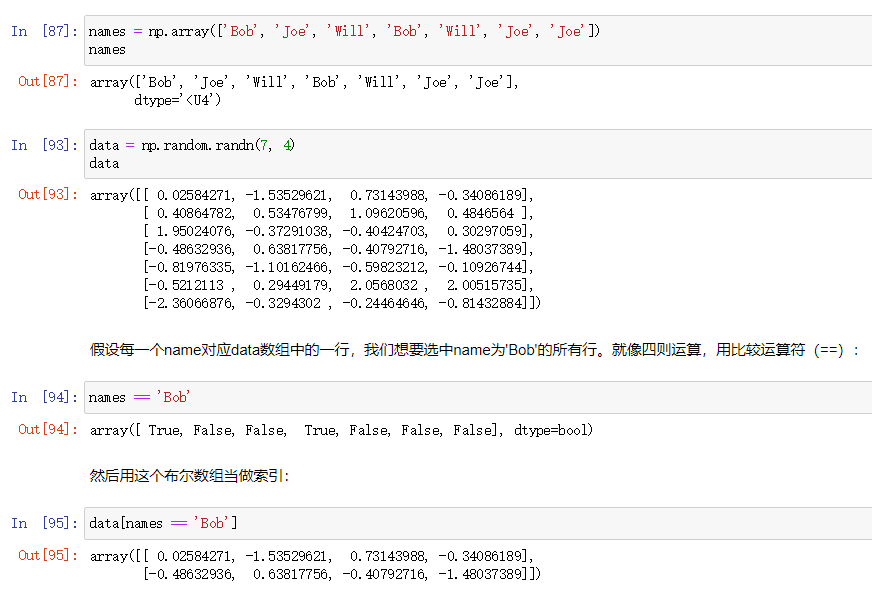 In [87]: names = np.array(['Bob', 'Joe', 'Will', 'Bob', 'Will', 'Joe', 'Joe'])
names
Out[87]: array(['Bob', 'Joe', 'Will', 'Bob', 'Will', 'Joe', 'Joe'],
dtype='<U4')
In [93]: data = np.random.randn(7, 4)
data
Out[93]: array([[ 0.02584271, -1.53529621,  0.73143988, -0.34086189],
[ 0.40864782,  0.53476799,  1.09620596,  0.4846564 ],
[ 1.95024076, -0.37291038, -0.40424703,  0.30297059],
[-0.48632936,  0.63817756, -0.40792716, -1.48037389],
[-0.81976335, -1.10162466, -0.59823212, -0.10926744],
[-0.5212113 ,  0.29449179,  2.0568032 ,  2.00515735],
[-2.36066876, -0.3294302 , -0.24464646, -0.81432884]])
假设每一个name对应data数组中的一行，我们想要选中name为'Bob'的所有行。就像四则运算，用比较运算符（==）：
In [94]: names == 'Bob'
Out[94]: array([ True, False, False,  True, False, False, False], dtype=bool)
然后用这个布尔数组当做索引：
In [95]: data[names == 'Bob']
Out[95]: array([[ 0.02584271, -1.53529621,  0.73143988, -0.34086189],
[-0.48632936,  0.63817756, -0.40792716, -1.48037389]])